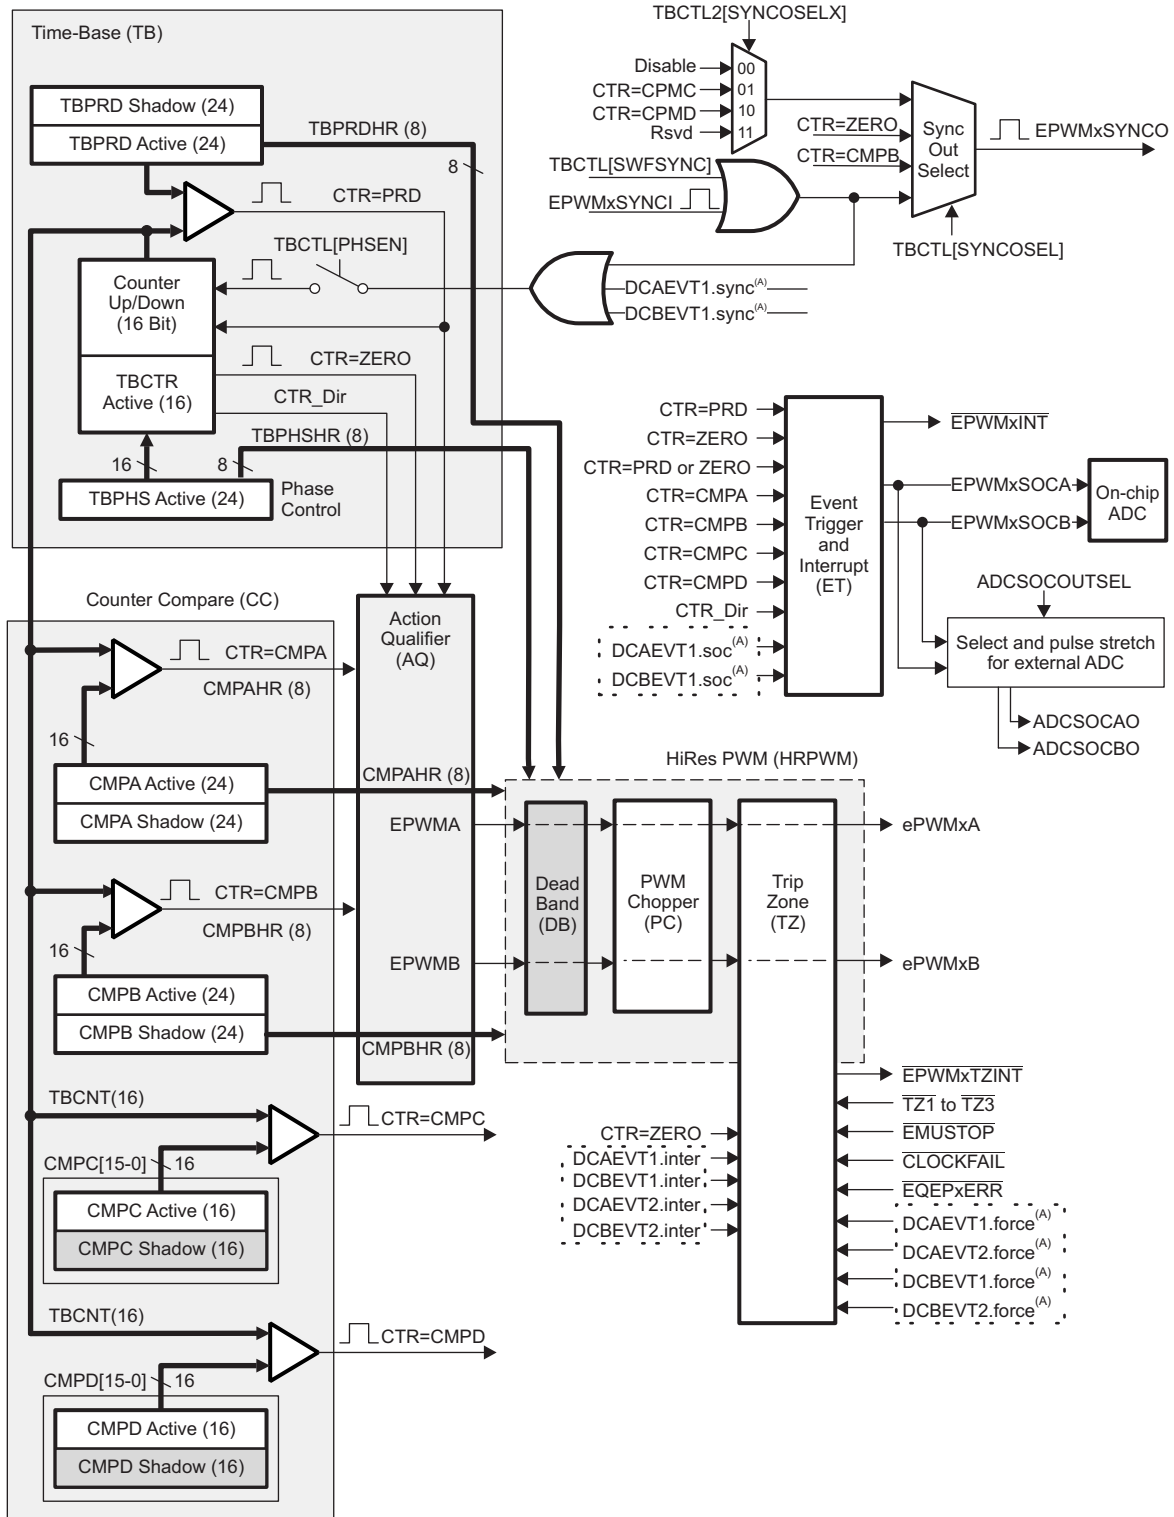 TBCTL2[SYNCOSELX]
Time-Base (TB)
Disable
00
CTR=CPMC
01
CTR=CPMD
10
Rsvd
11
TBPRD Shadow (24)
TBPRD Active (24)
TBPRDHR (8)
8
CTR=ZERO
CTR=CMPB
Sync
Out
Select
EPWMxSYNCO
TBCTL[SWFSYNC]
EPWMxSYNCI
TBCTL[SYNCOSEL]
CTR=PRD
TBCTL[PHSEN]
Counter
Up/Down
(16 Bit)
DCAEVT1.sync(A)
DCBEVT1.sync(A)
CTR=ZERO
TBCTR
Active (16)
CTR_Dir
TBPHSHR (8)
16
8
TBPHS Active (24)
Phase
Control
CTR=PRD
CTR=ZERO
CTR=PRD or ZERO
CTR=CMPA
CTR=CMPB
CTR=CMPC
CTR=CMPD
CTR_Dir
DCAEVT1.soc(A)
DCBEVT1.soc(A)
Event
Trigger
and
Interrupt
(ET)
EPWMxINT
EPWMxSOCA
EPWMxSOCB
On-chip
ADC
ADCSOCOUTSEL
Select and pulse stretch
for external ADC
ADCSOCAO
ADCSOCBO
Counter Compare (CC)
Action
Qualifier
(AQ)
CTR=CMPA
CMPAHR (8)
16
CMPA Active (24)
CMPA Shadow (24)
CMPAHR (8)
HiRes PWM (HRPWM)
EPWMA
ePWMxA
CTR=CMPB
CMPBHR (8)
16
Dead
Band
(DB)
PWM
Chopper
(PC)
Trip
Zone
(TZ)
EPWMB
ePWMxB
CMPB Active (24)
CMPB Shadow (24)
CMPBHR (8)
EPWMxTZINT
TZ1 to TZ3
EMUSTOP
CLOCKFAIL
EQEPxERR
DCAEVT1.force(A)
DCAEVT2.force(A)
DCBEVT1.force(A)
DCBEVT2.force(A)
CTR=ZERO
DCAEVT1.inter
DCBEVT1.inter
DCAEVT2.inter
DCBEVT2.inter
TBCNT(16)
CTR=CMPC
CMPC[15-0]
16
CMPC Active (16)
CMPC Shadow (16)
TBCNT(16)
CTR=CMPD
CMPD[15-0]
16
CMPD Active (16)
CMPD Shadow (16)